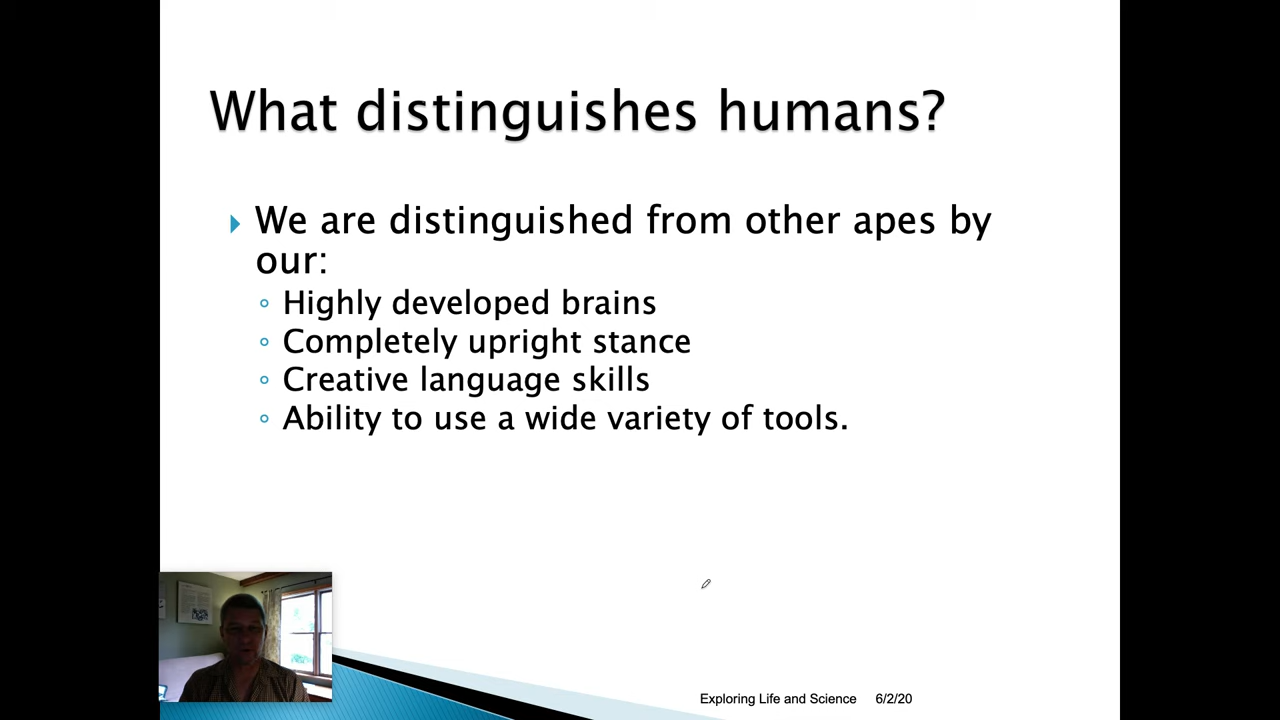 What distinguishes humans?
We are distinguished from other apes by
our:
Highly developed brains
Completely upright stance
Creative language skills
Ability to use a wide variety of tools.
Exploring Life and Science 6/2/20